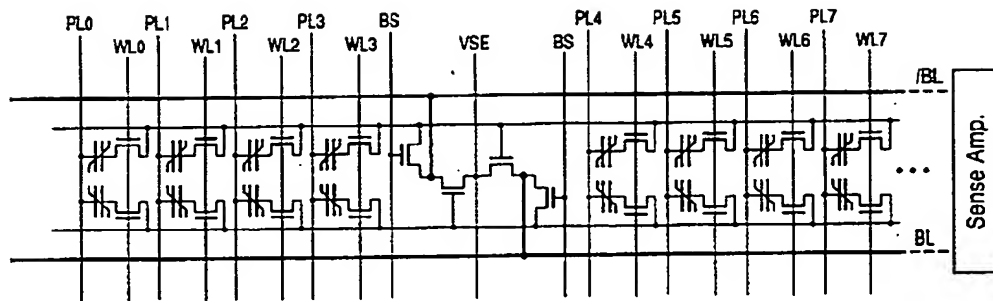 PL0 PL1 PL2 PL3 BS PL4 PL5 PL6 PL7
WL0 WL1 WL2 WL3 VSE BS WL4 WL5 WL6 WL7
/BL
BL
Sense Amp.